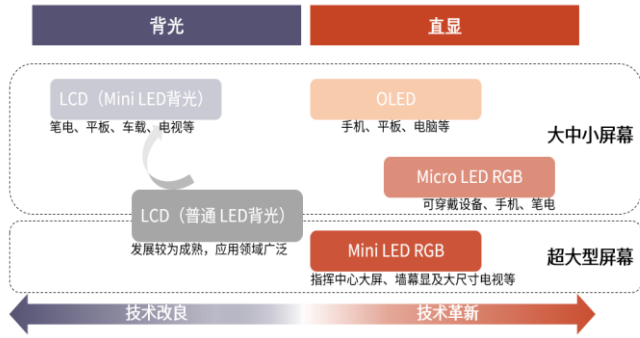 背光
直显
LCD（Mini LED背光）
笔电、平板、车载、电视等
OLED
手机、平板、电脑等
大中小屏幕
Micro LED RGB
可穿戴设备、手机、笔电
LCD（普通 LED背光）
发展较为成熟，应用领域广泛
Mini LED RGB
指挥中心大屏、墙幕显及大尺寸电视等
超大型屏幕
技术改良
技术革新